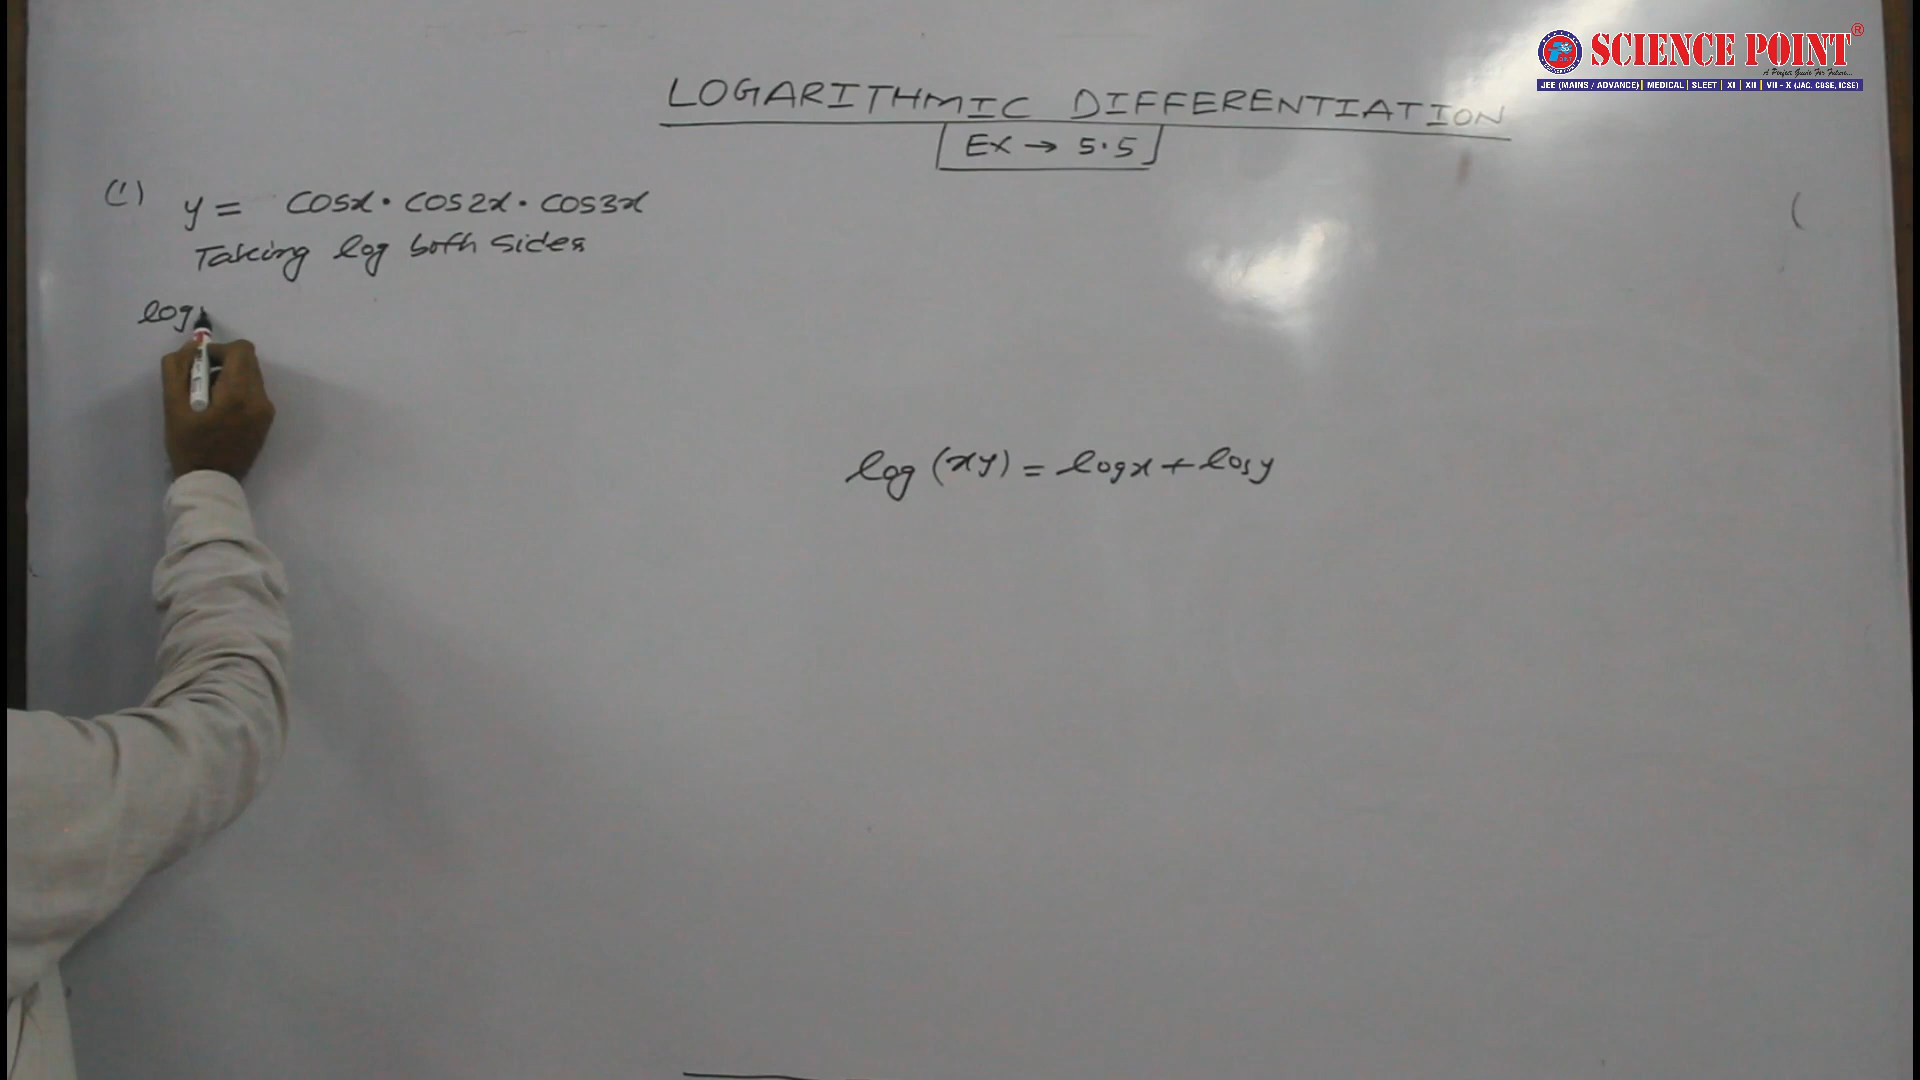 SCIENCE POINT®
A Perfect Guide For Future...
JEE (MAINS / ADVANCE) | MEDICAL | SLEET | XI | XII | VII - X (JAC, CBSE, ICSE)
LOGARITHMIC DIFFERENTIATION
EX → 5.5
(1) y = cosx · cos2x · cos3x
Taking log both sides
log
log (xy) = logx + logy
(